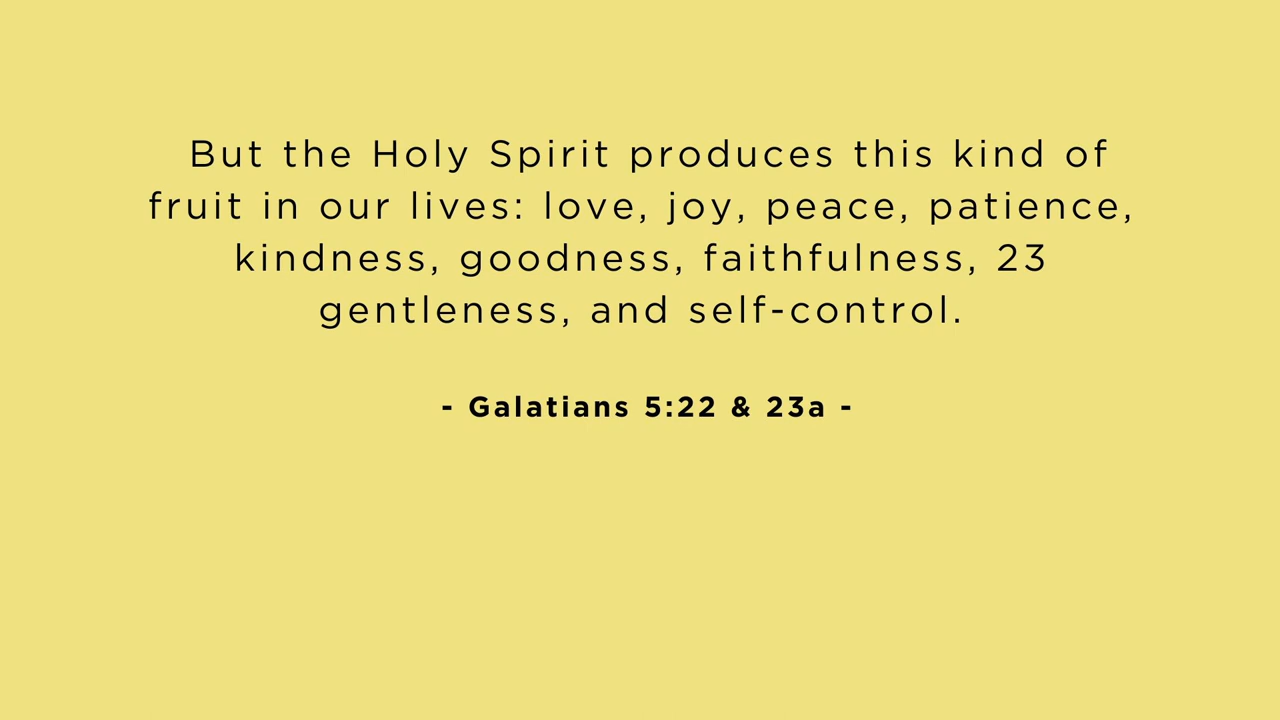 But the Holy Spirit produces this kind of
fruit in our lives: love, joy, peace, patience,
kindness, goodness, faithfulness, 23
gentleness, and self-control.
- Galatians 5:22 & 23a -